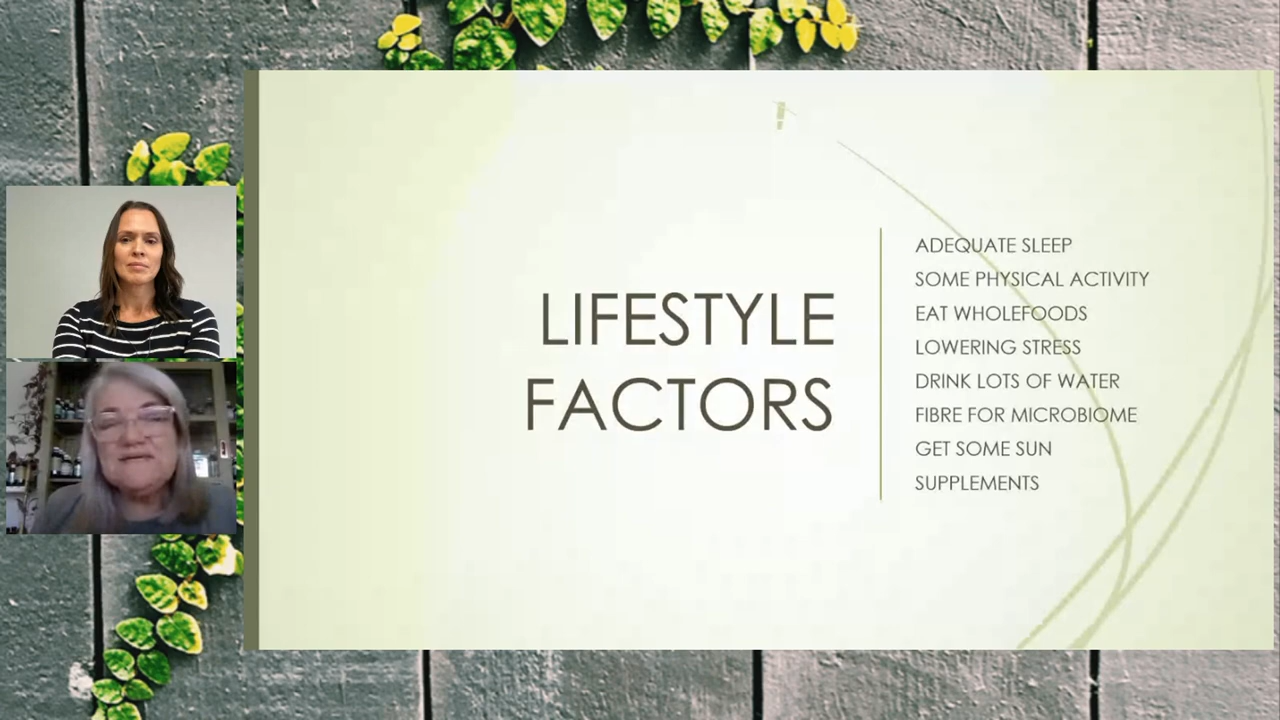 LIFESTYLE
FACTORS
ADEQUATE SLEEP
SOME PHYSICAL ACTIVITY
EAT WHOLEFOODS
LOWERING STRESS
DRINK LOTS OF WATER
FIBRE FOR MICROBIOME
GET SOME SUN
SUPPLEMENTS